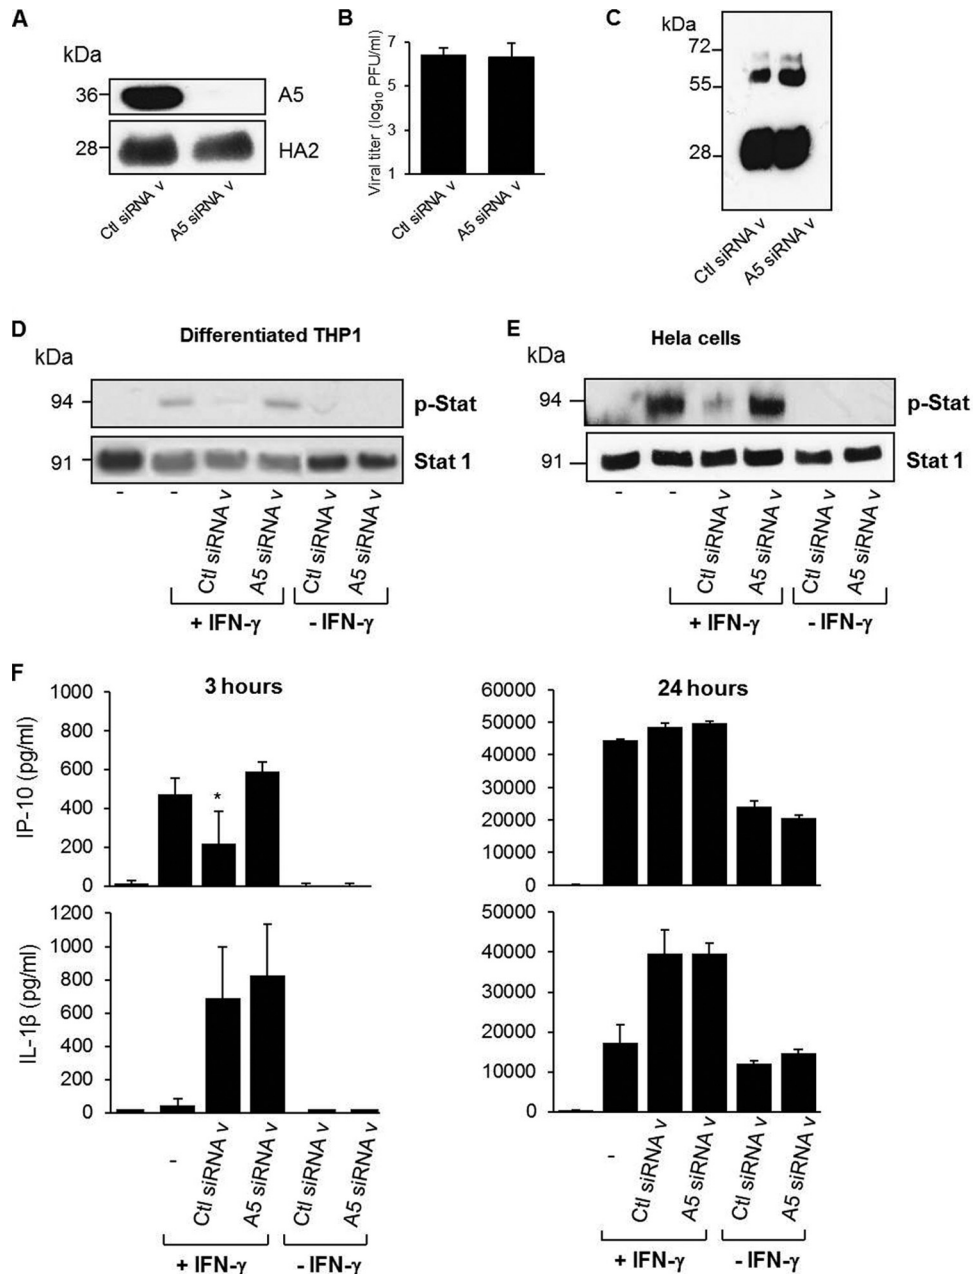 A
kDa
36
A5
28
HA2
Ctl siRNA v
A5 siRNA v
B
Viral titer (log10 PFU/ml)
7
6
3
1
Ctl siRNA v
A5 siRNA v
C
kDa
72
55
28
Ctl siRNA v
A5 siRNA v
D
Differentiated THP1
kDa
94
p-Stat
91
Stat 1
-
-
Ctl siRNA v
A5 siRNA v
Ctl siRNA v
A5 siRNA v
+ IFN-γ
- IFN-γ
E
Hela cells
kDa
94
p-Stat
91
Stat 1
-
-
Ctl siRNA v
A5 siRNA v
Ctl siRNA v
A5 siRNA v
+ IFN-γ
- IFN-γ
F
3 hours
IP-10 (pg/ml)
1000
800
600
400
200
0
*
24 hours
60000
50000
40000
30000
20000
10000
0
IL-1β (pg/ml)
1200
1000
800
600
400
200
0
-
Ctl siRNA v
A5 siRNA v
Ctl siRNA v
A5 siRNA v
+ IFN-γ
- IFN-γ
50000
40000
30000
20000
10000
0
-
Ctl siRNA v
A5 siRNA v
Ctl siRNA v
A5 siRNA v
+ IFN-γ
- IFN-γ